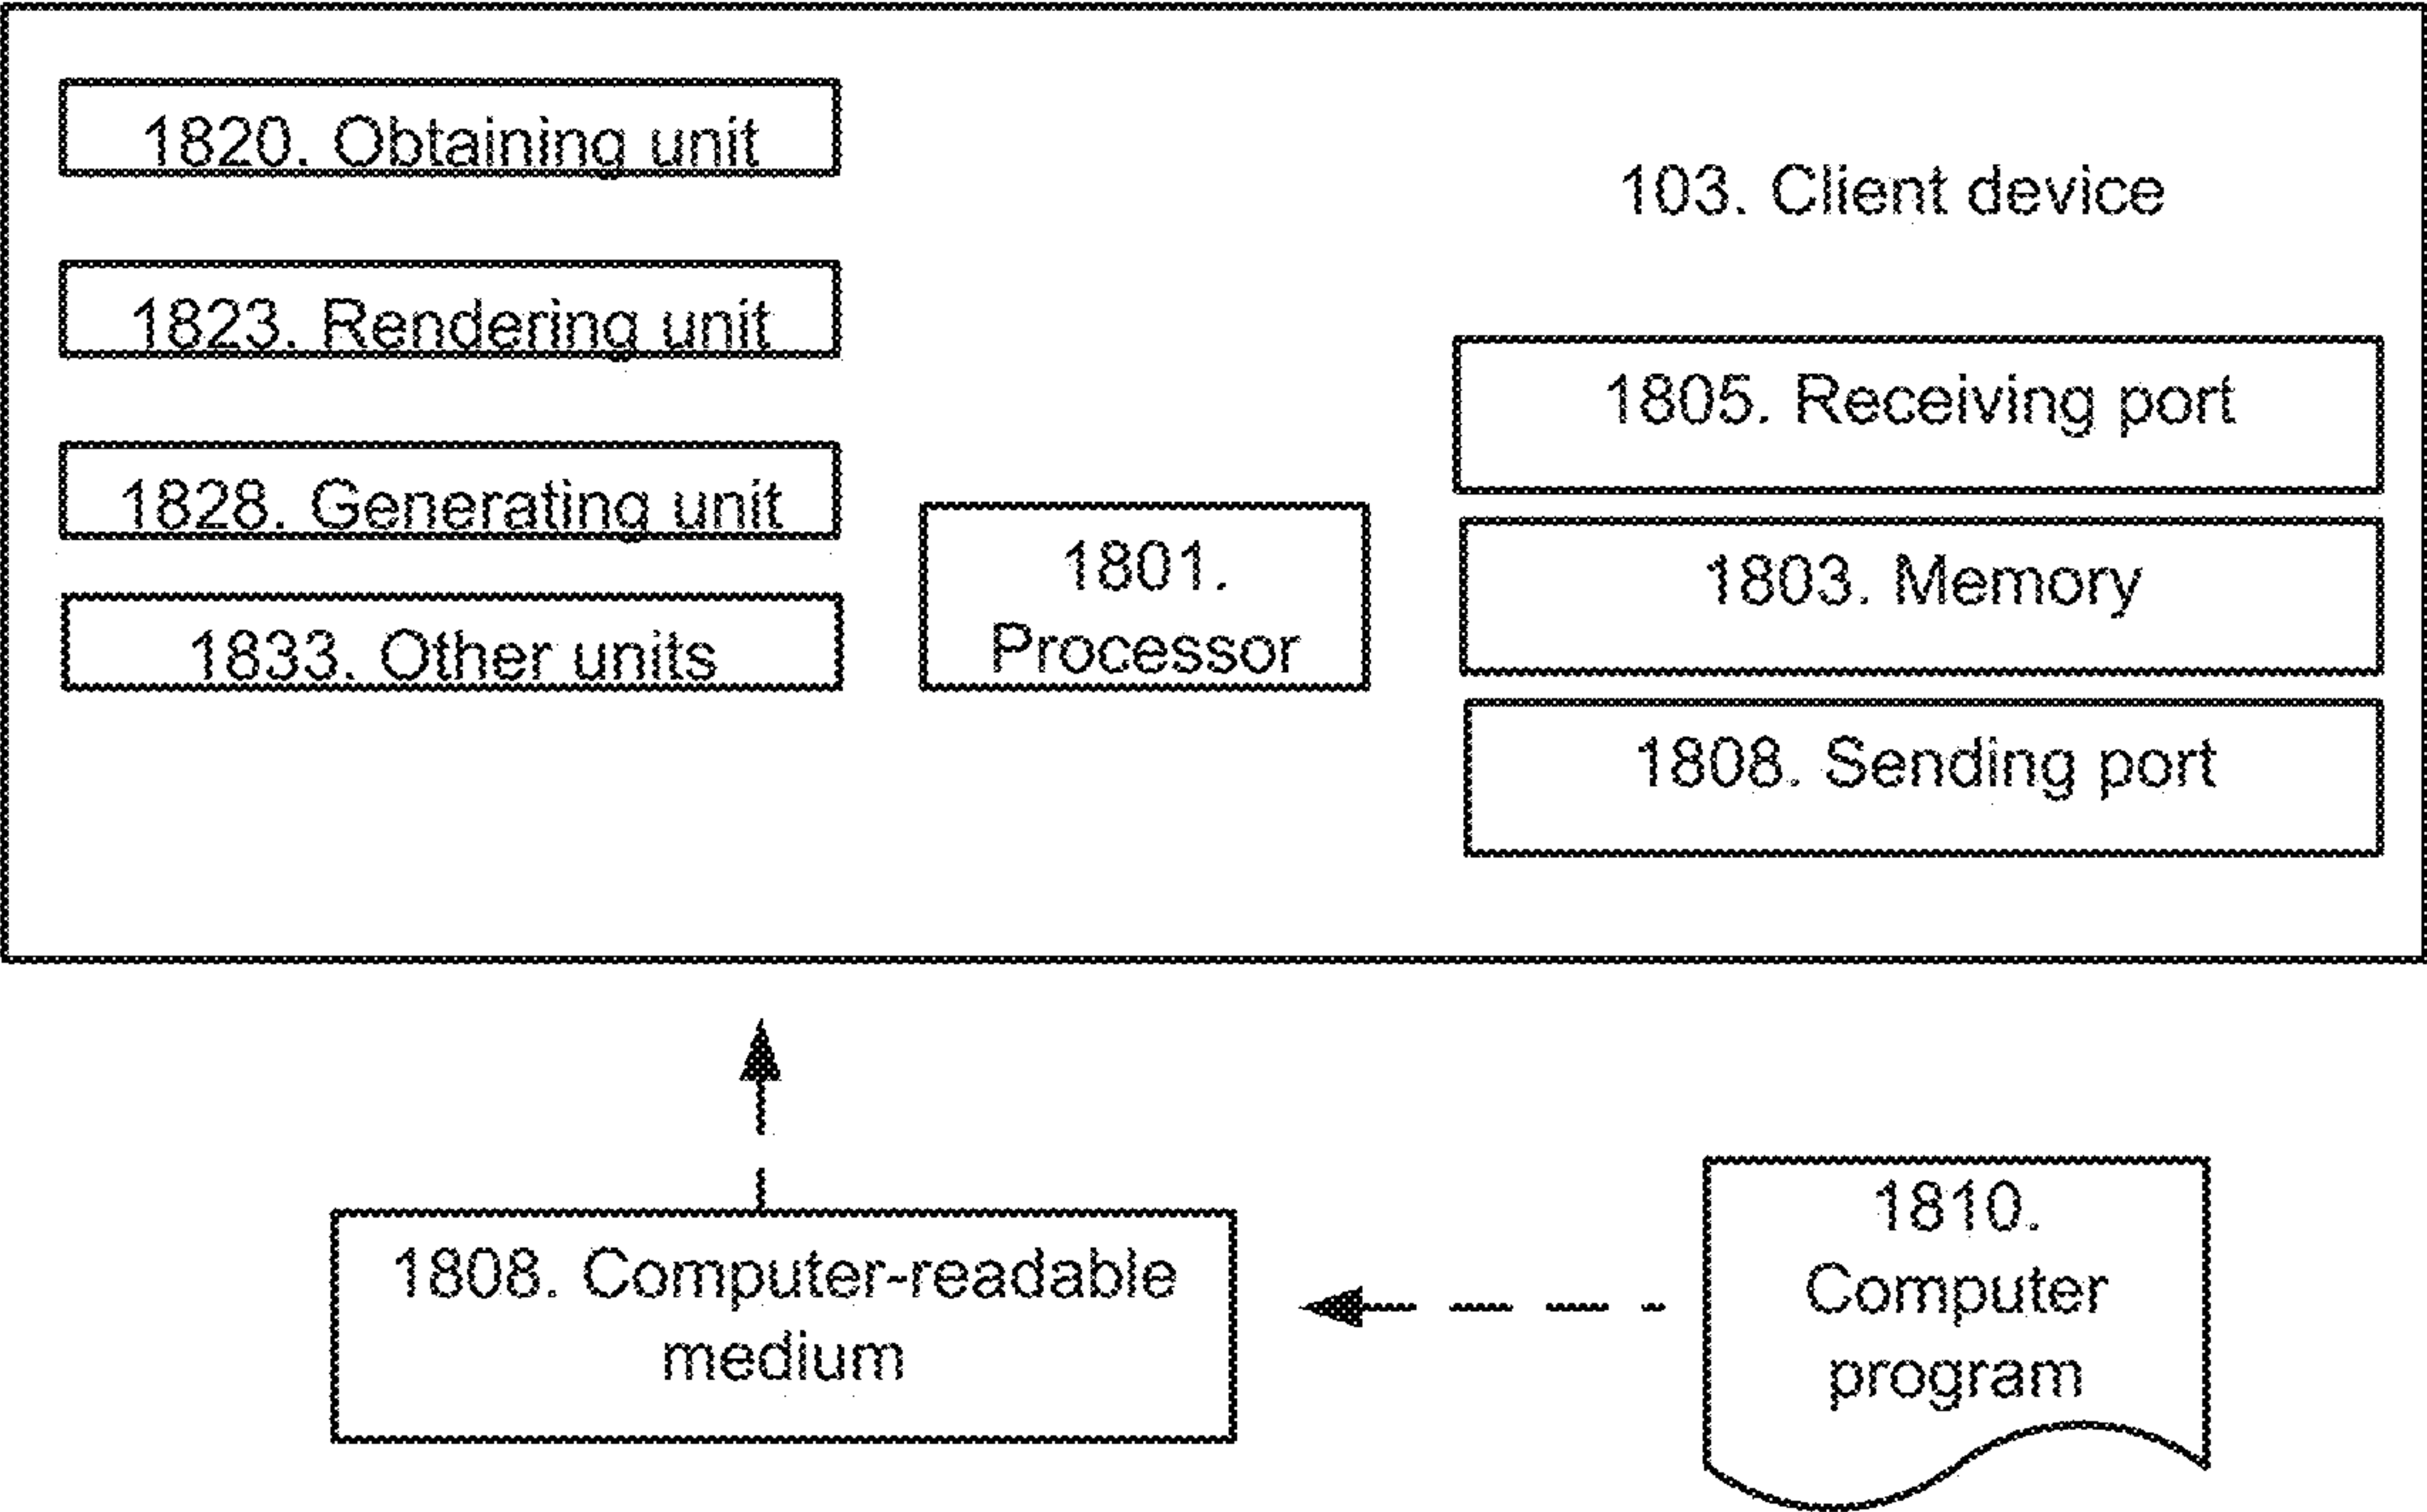 1820. Obtaining unit
1823. Rendering unit
1828. Generating unit
1833. Other units
1801.
Processor
103. Client device
1805. Receiving port
1803. Memory
1808. Sending port
1808. Computer-readable
medium
1810.
Computer
program